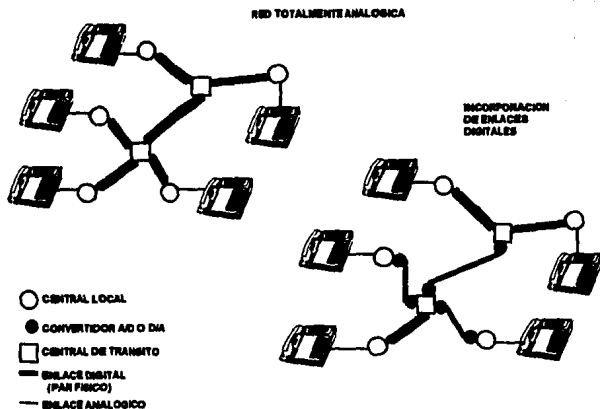 RED TOTALMENTE ANALOGICA
INCORPORACION
DE ENLACES
DIGITALES
CENTRAL LOCAL
CONVERTIDOR A/D O D/A
CENTRAL DE TRANSITO
ENLACE DIGITAL
(PAR FISICO)
ENLACE ANALOGICO